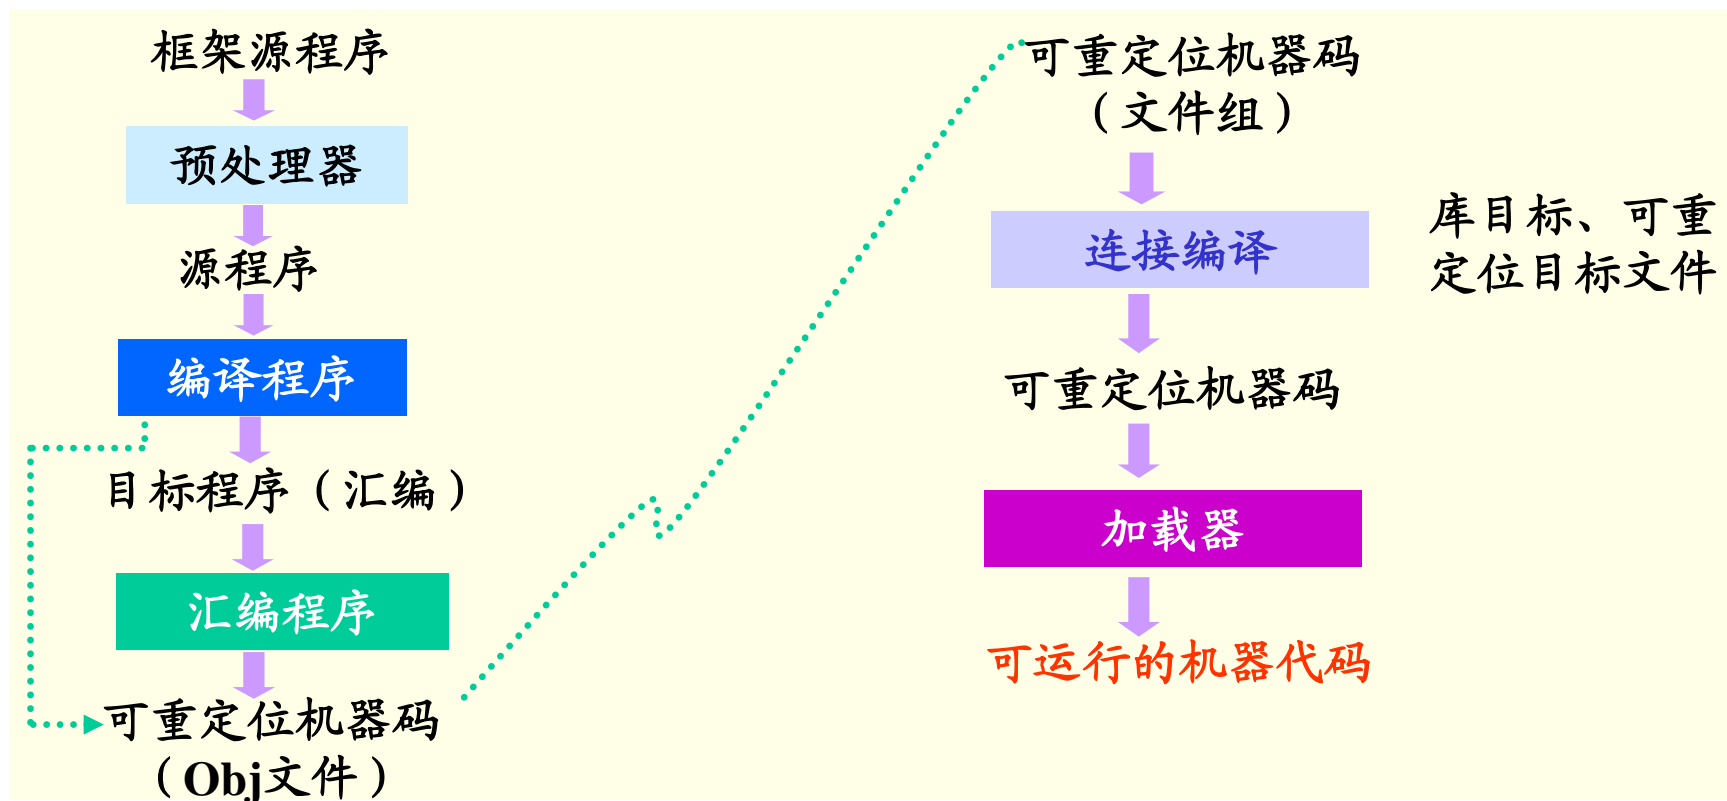 框架源程序
预处理器
源程序
编译程序
目标程序（汇编）
汇编程序
可重定位机器码
（Obj文件）
可重定位机器码
（文件组）
连接编译
库目标、可重
定位目标文件
可重定位机器码
加载器
可运行的机器代码